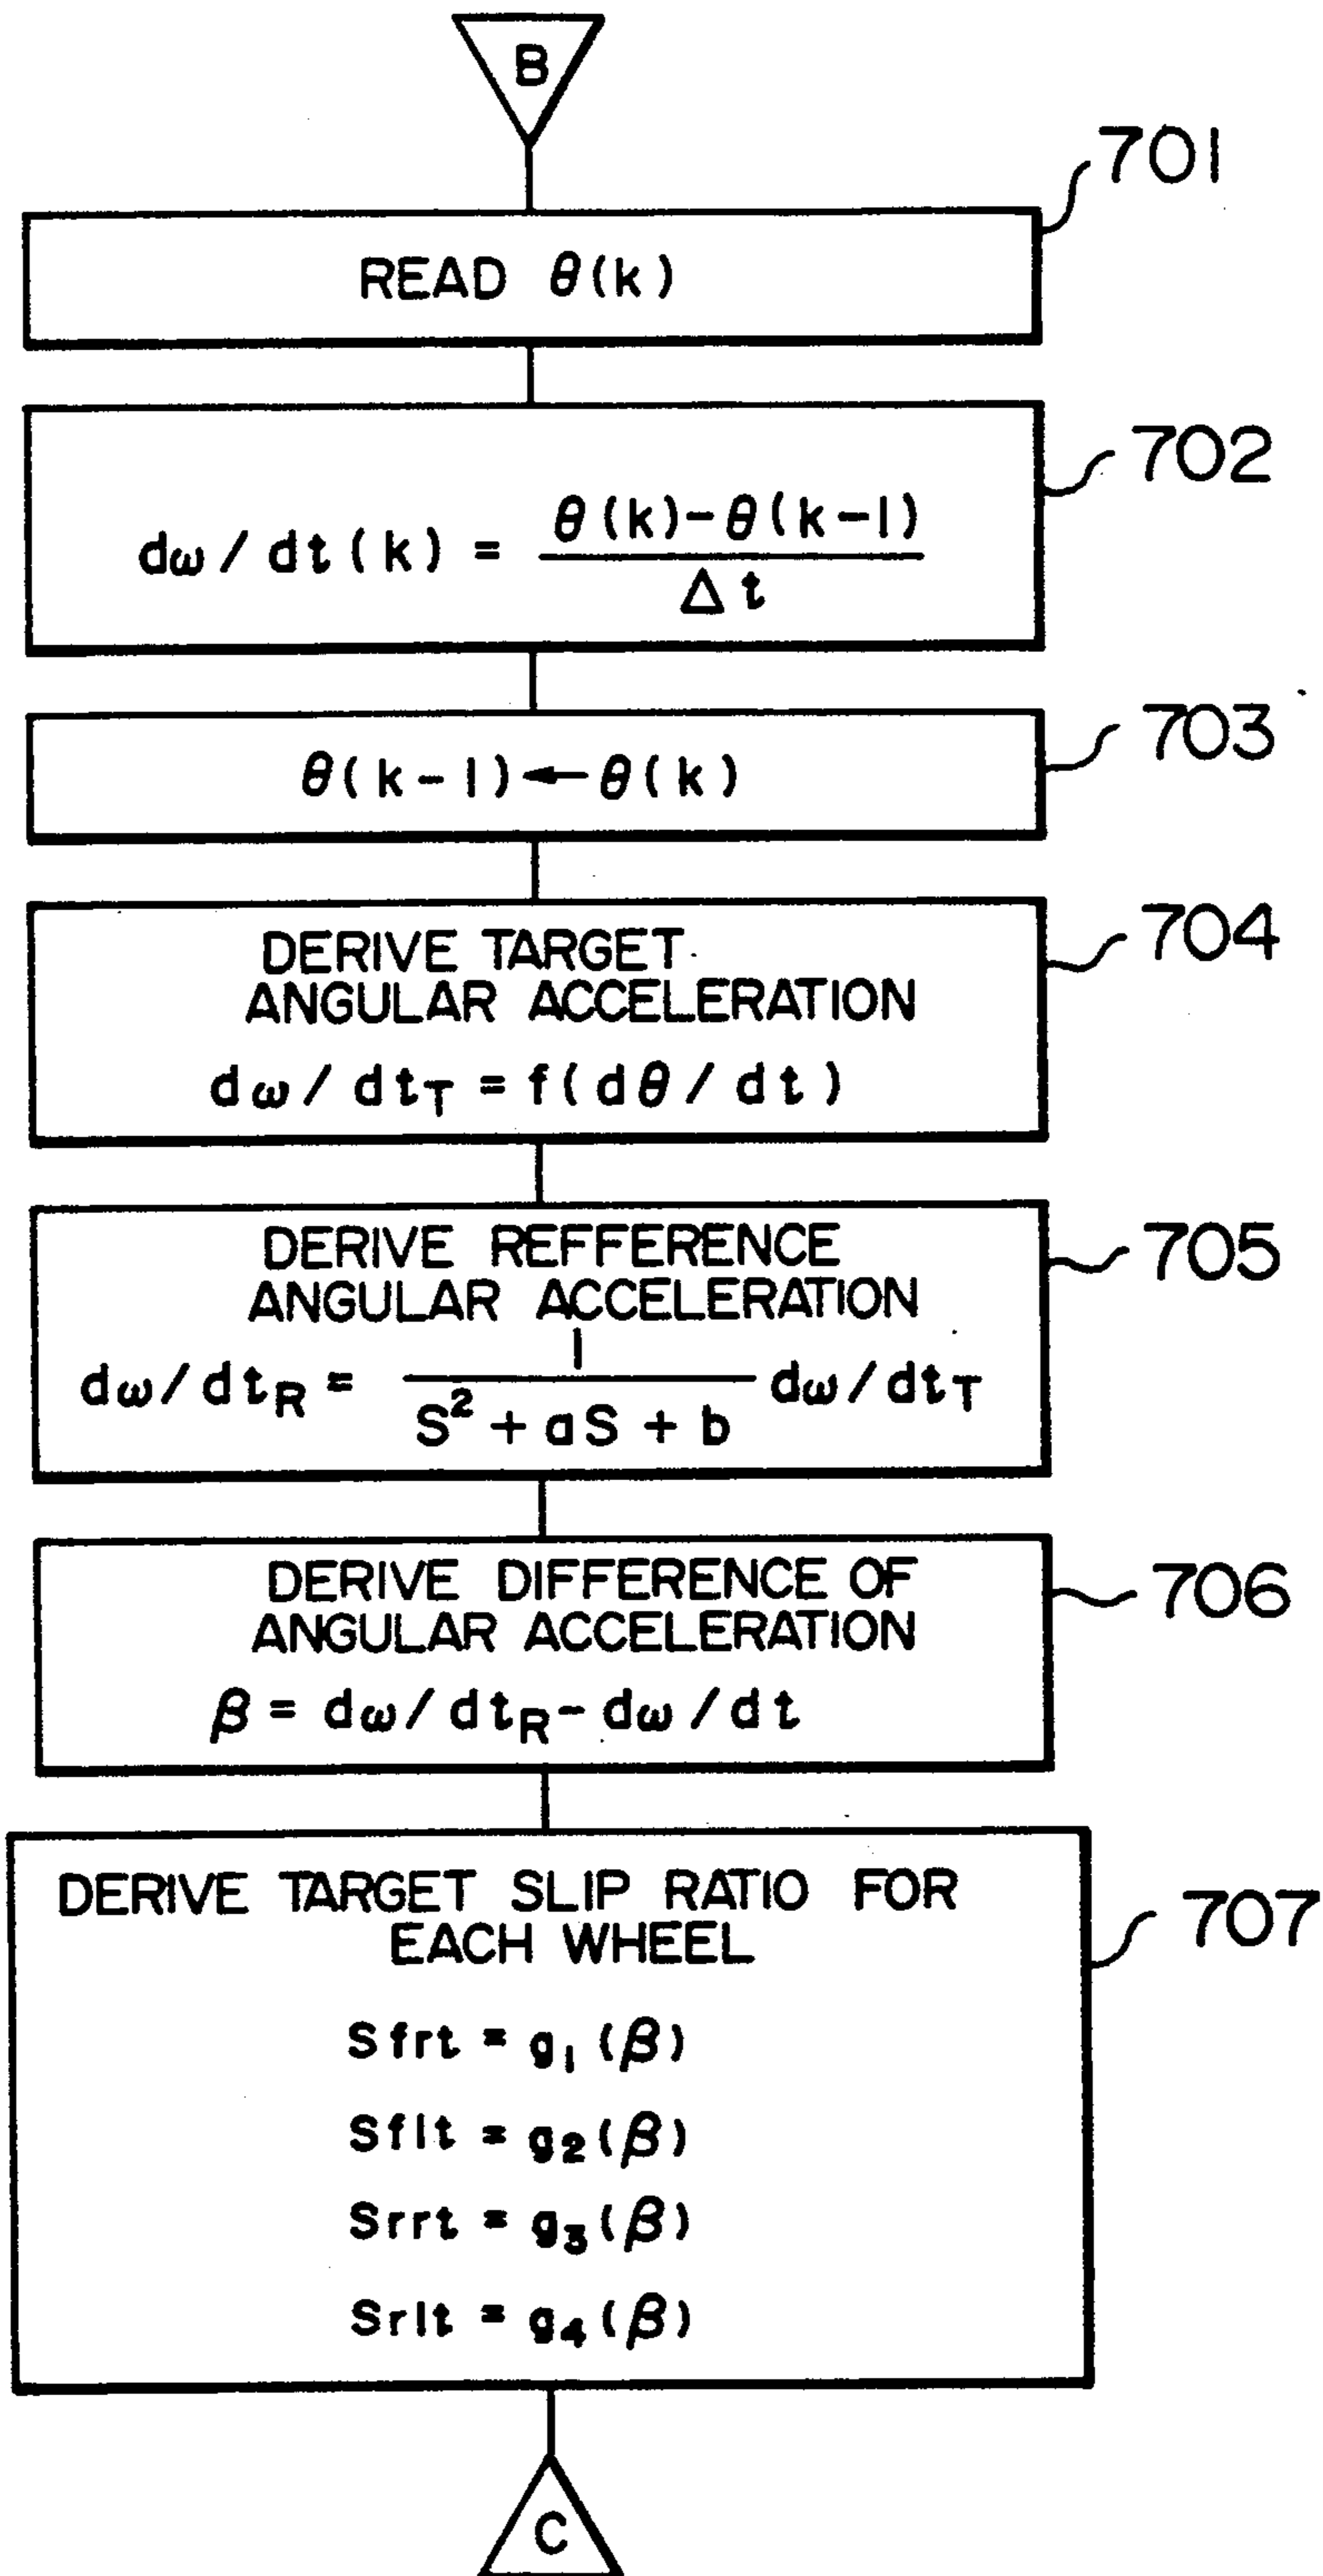 B
701
READ θ(k)
702
dω/dt(k) = θ(k)-θ(k-1) / Δt
703
θ(k-1)←θ(k)
704
DERIVE TARGET
ANGULAR ACCELERATION
dω/dtT = f(dθ/dt)
705
DERIVE REFFERENCE
ANGULAR ACCELERATION
dω/dtR = 1 / S² + aS + b dω/dtT
706
DERIVE DIFFERENCE OF
ANGULAR ACCELERATION
β = dω/dtR - dω/dt
707
DERIVE TARGET SLIP RATIO FOR
EACH WHEEL
Sfrt = g₁(β)
Sflt = g₂(β)
Srrt = g₃(β)
Srlt = g₄(β)
C